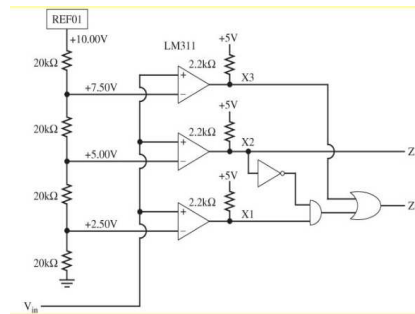 REF01
+10.00V
LM311
+5V
20kΩ
2.2kΩ
X3
+7.50V
+5V
20kΩ
2.2kΩ
X2
+5.00V
Z
+5V
20kΩ
2.2kΩ
X1
Z
+2.50V
20kΩ
Vin